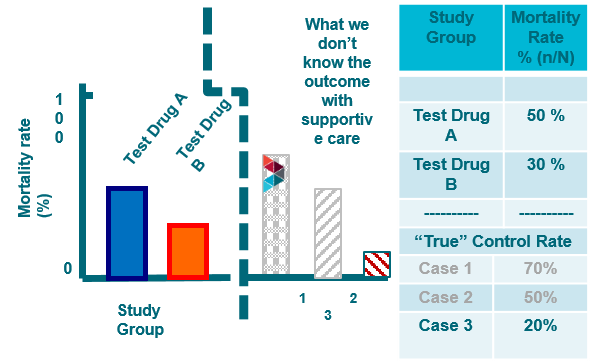 What we
don't
know the
outcome
with
supportiv
e care
Mortality rate
(%)
1
0
0
0
Test Drug A
Test Drug
B
Study
Group
1
2
3
Study
Group
Mortality
Rate
% (n/N)
Test Drug
A
50 %
Test Drug
B
30 %
----------
----------
“True” Control Rate
Case 1
70%
Case 2
50%
Case 3
20%